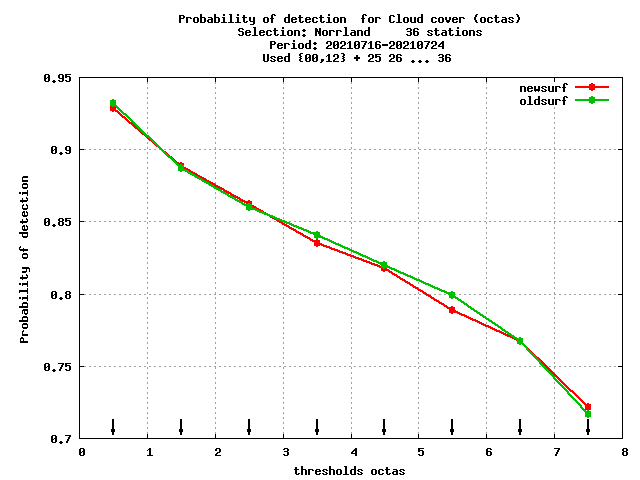 Probability of detection  for Cloud cover (octas)
Selection: Norrland     36 stations
Period: 20210716-20210724
Used {00,12} + 25 26 ... 36
newsurf
oldsurf
0.95
0.9
0.85
0.8
0.75
0.7
Probability of detection
0 1 2 3 4 5 6 7 8
thresholds octas